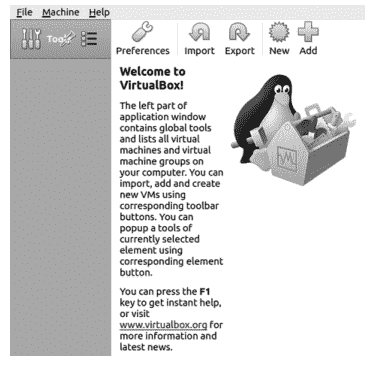 File Machine Help
Tools
Preferences Import Export New Add
Welcome to
VirtualBox!
The left part of
application window
contains global tools
and lists all virtual
machines and virtual
machine groups on
your computer. You can
import, add and create
new VMs using
corresponding toolbar
buttons. You can
popup a tools of
currently selected
element using
corresponding element
button.
You can press the F1
key to get instant help,
or visit
www.virtualbox.org for
more information and
latest news.